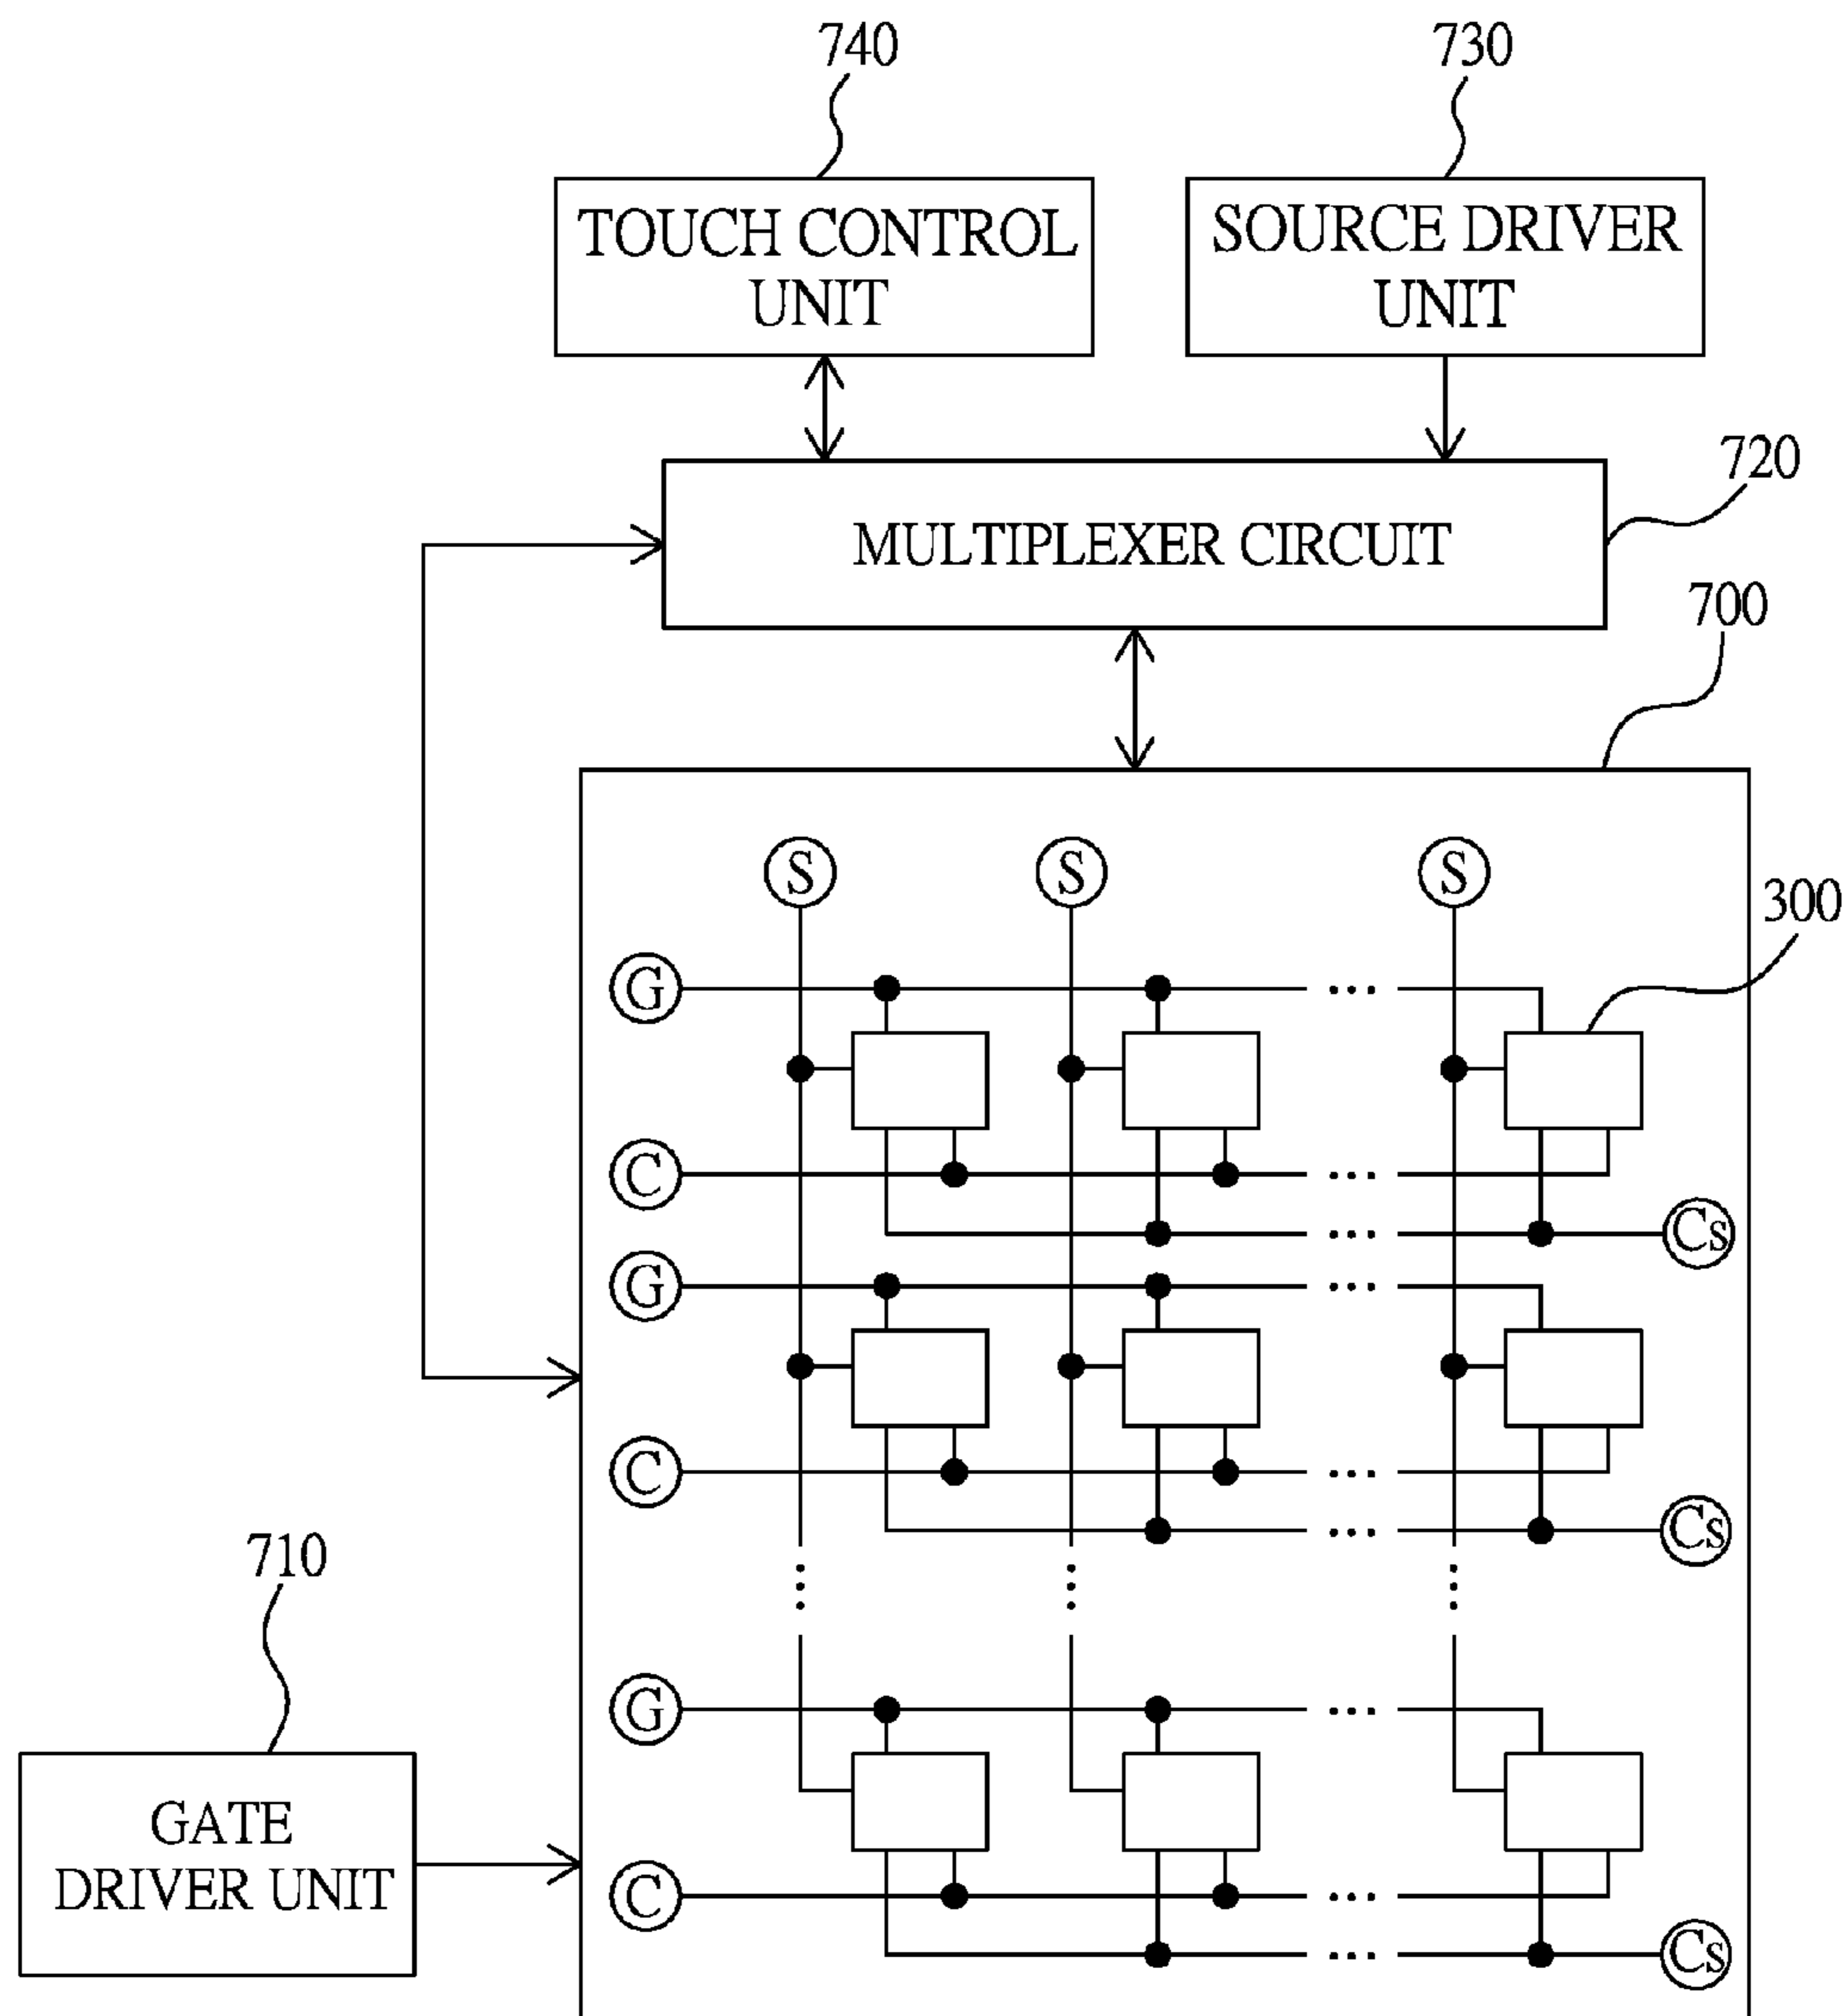 740
730
TOUCH CONTROL
UNIT
SOURCE DRIVER
UNIT
720
MULTIPLEXER CIRCUIT
700
S
S
S
300
G
...
C
...
Cs
G
...
C
...
Cs
710
G
...
GATE
DRIVER UNIT
C
...
Cs